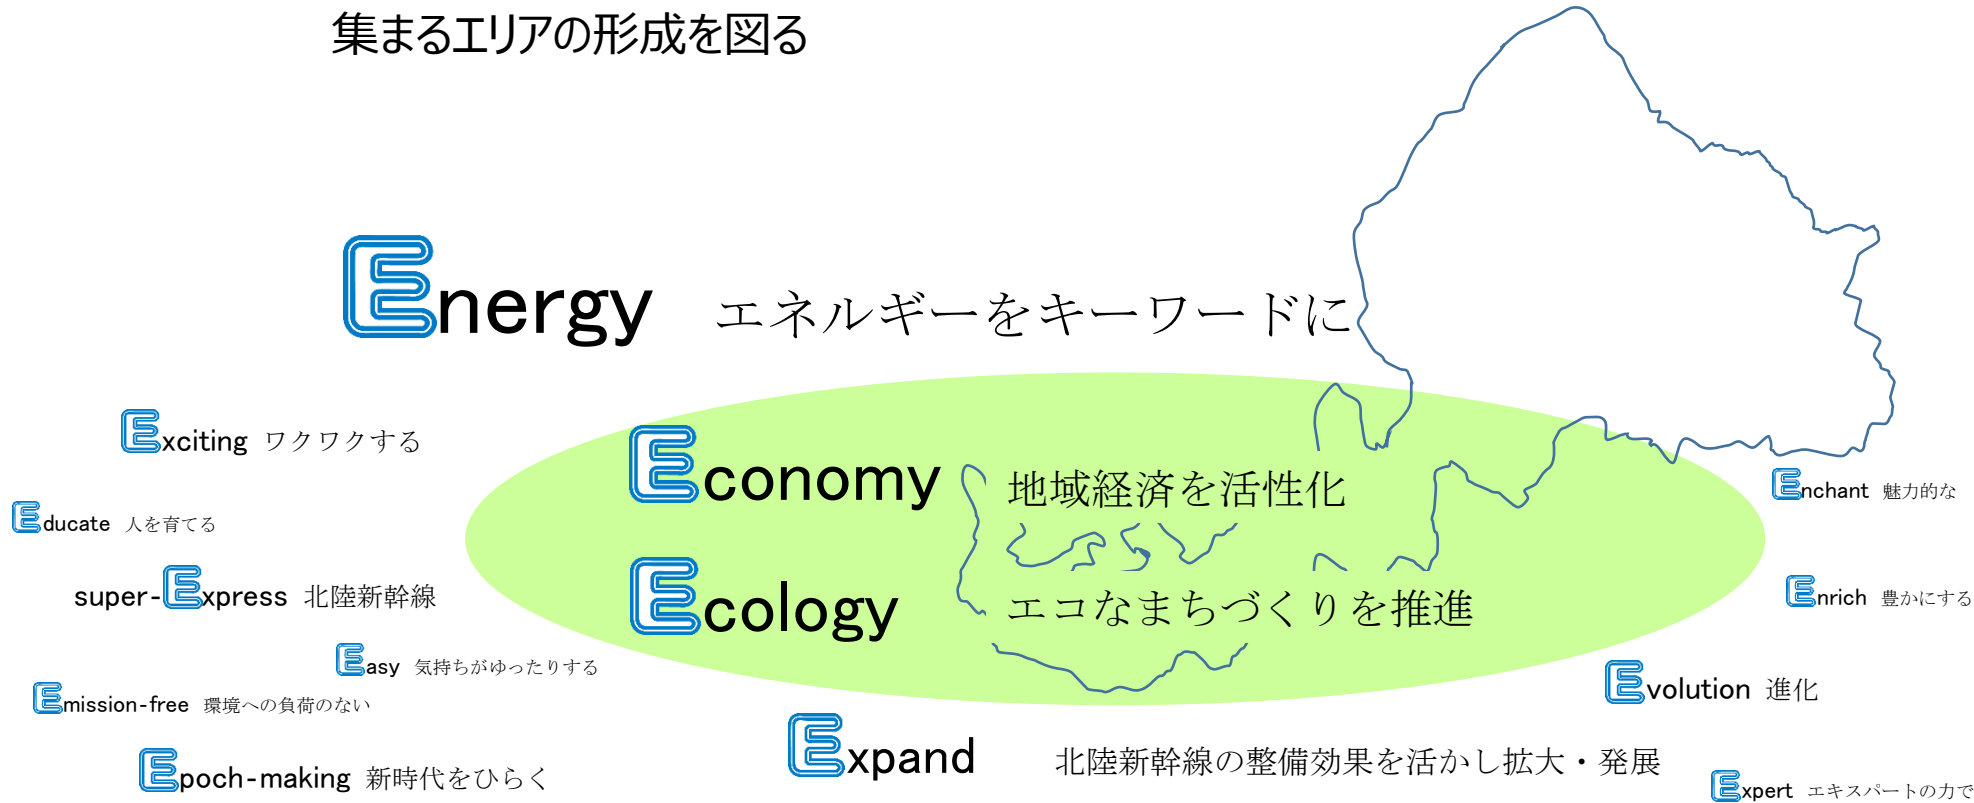 集まるエリアの形成を図る
Energy エネルギーをキーワードに
Exciting ワクワクする
Economy 地域経済を活性化
Enchant 魅力的な
Educate 人を育てる
super-Express 北陸新幹線
Ecology エコなまちづくりを推進
Enrich 豊かにする
Easy 気持ちがゆったりする
Emission-free 環境への負荷のない
Evolution 進化
Expand 北陸新幹線の整備効果を活かし拡大・発展
Epoch-making 新時代をひらく
Expert エキスパートの力で